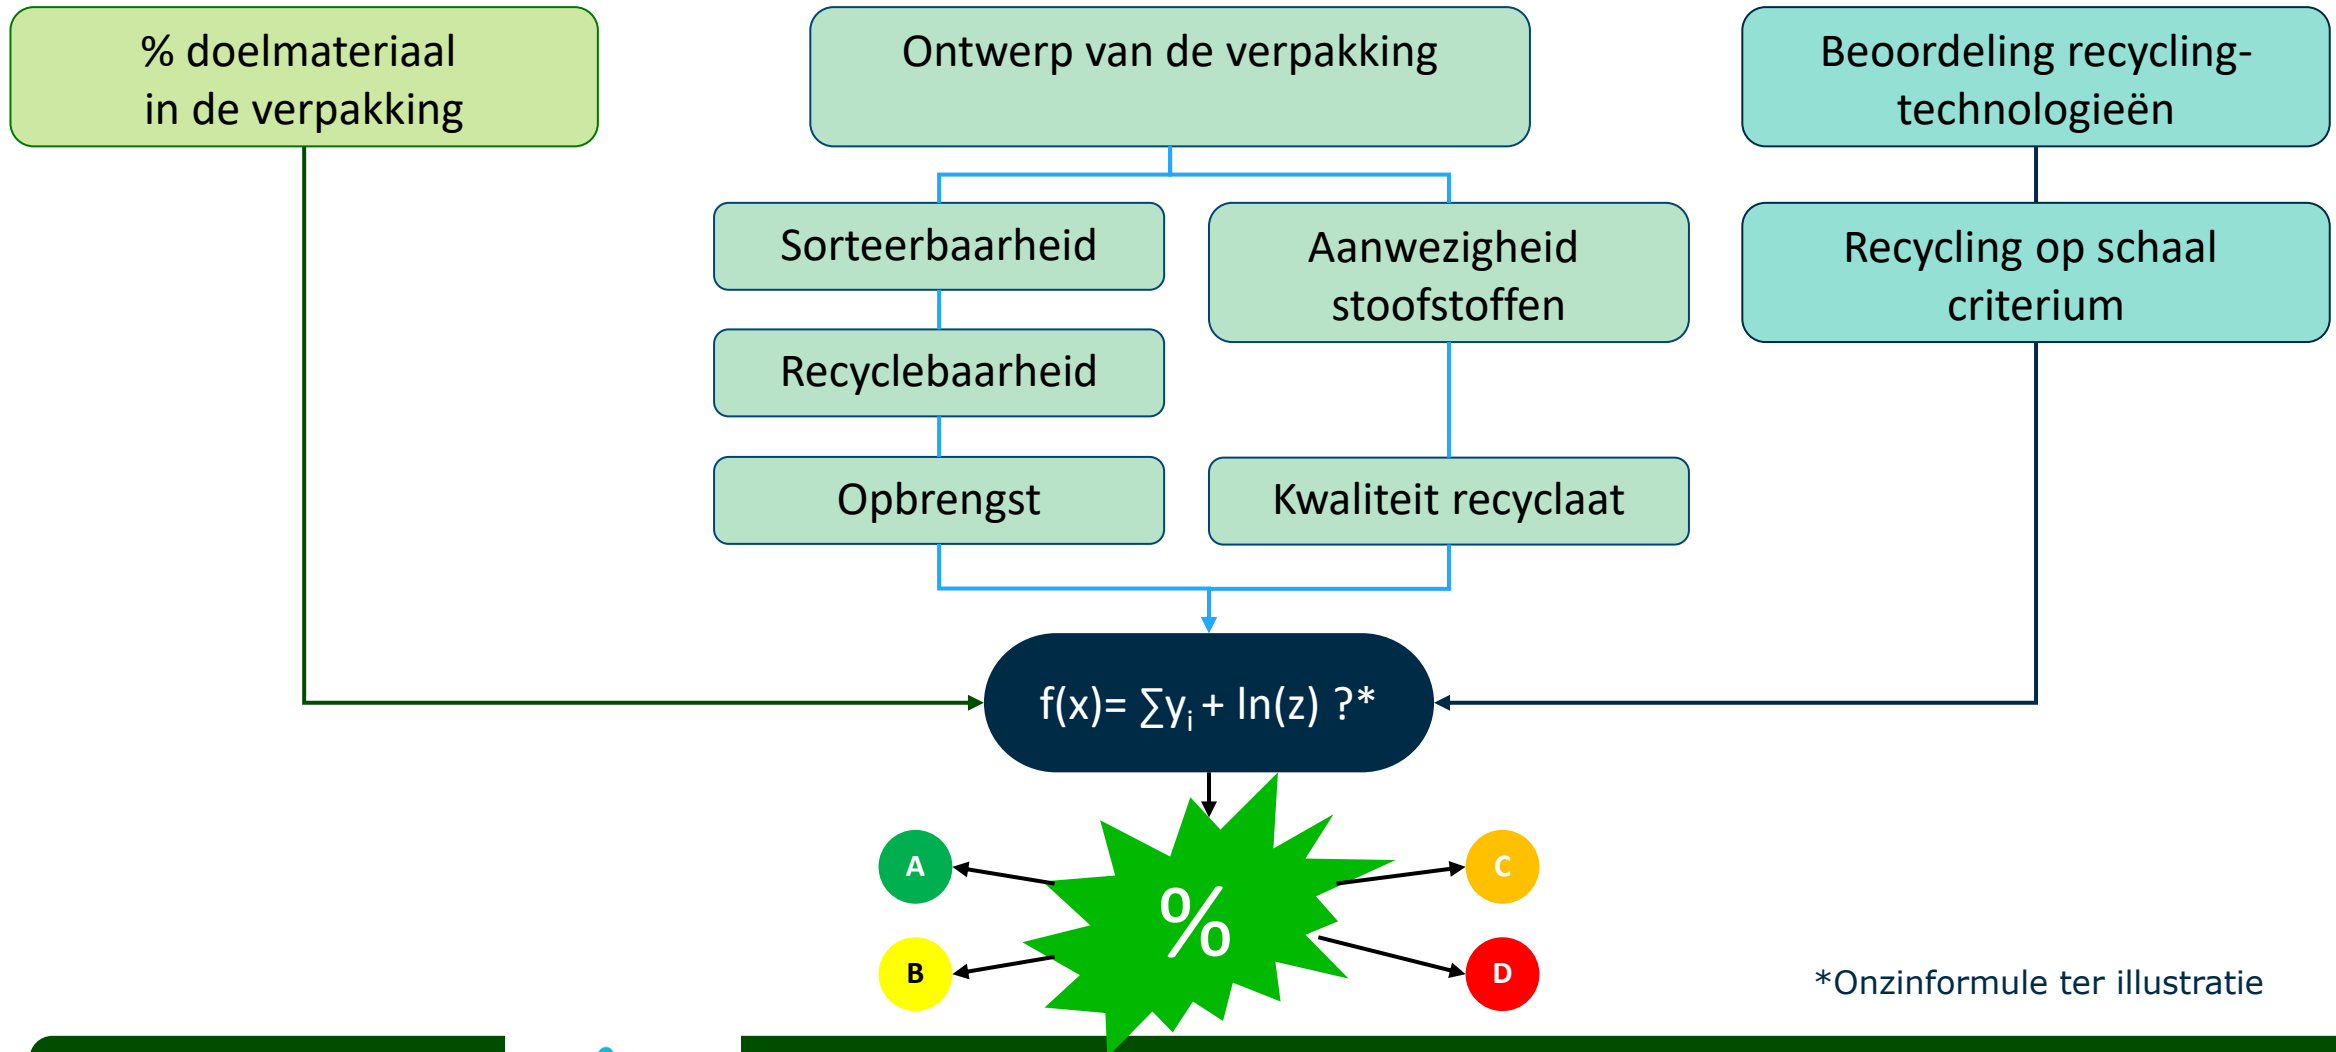 % doelmateriaal
in de verpakking
Ontwerp van de verpakking
Beoordeling recycling-
technologieën
Sorteerbaarheid
Aanwezigheid
stoofstoffen
Recycling op schaal
criterium
Recyclebaarheid
Opbrengst
Kwaliteit recyclaat
f(x)= ∑yᵢ + ln(z) ?*
A
C
%
B
D
*Onzinformule ter illustratie